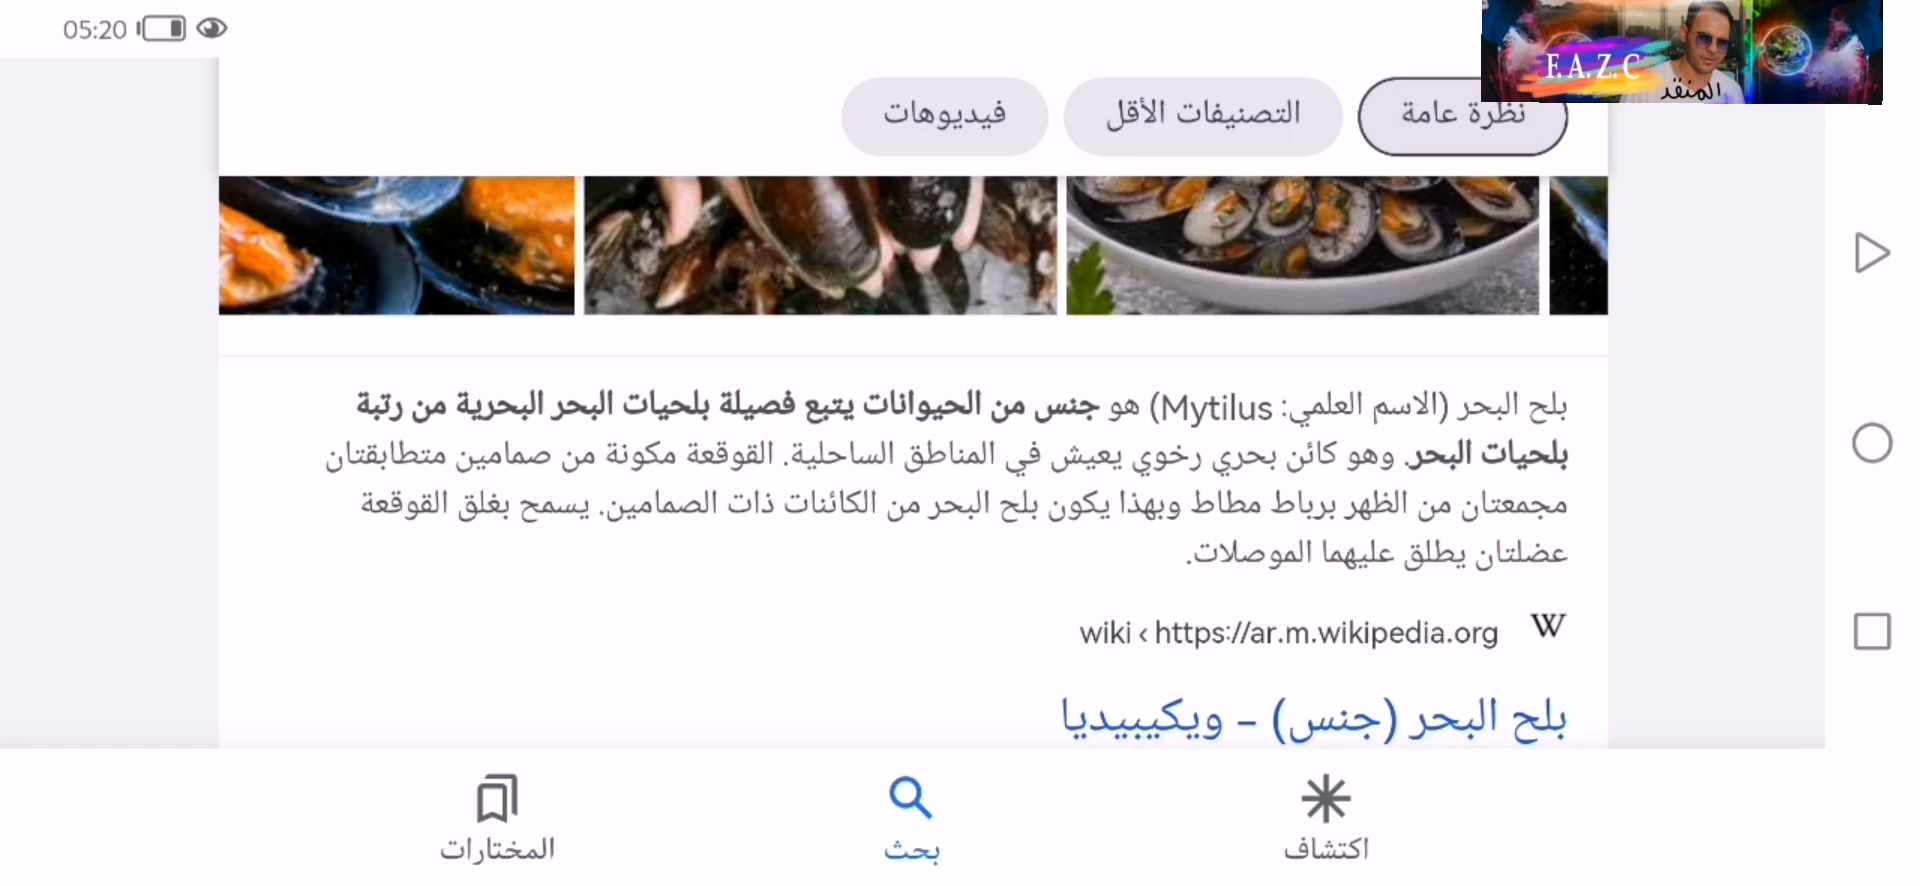 05:20
F.A.Z.C
المنقذ
نظرة عامة
التصنيفات الأقل
فيديوهات
بلح البحر (الاسم العلمي: Mytilus) هو جنس من الحيوانات يتبع فصيلة بلحيات البحر البحرية من رتبة
بلحيات البحر. وهو كائن بحري رخوي يعيش في المناطق الساحلية. القوقعة مكونة من صمامين متطابقتان
مجمعتان من الظهر برباط مطاط وبهذا يكون بلح البحر من الكائنات ذات الصمامين. يسمح بغلق القوقعة
عضلتان يطلق عليهما الموصلات.
W
https://ar.m.wikipedia.org › wiki
بلح البحر (جنس) - ويكيبيديا
اكتشاف
بحث
المختارات